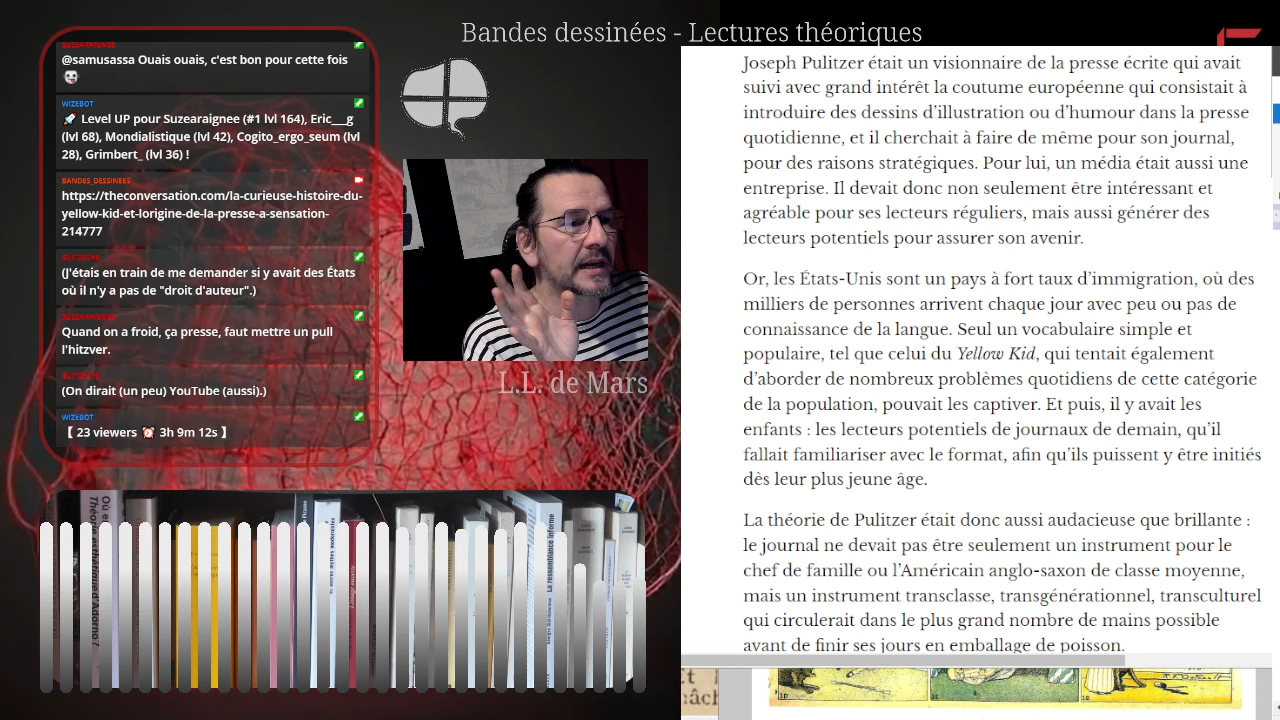 Bandes dessinées - Lectures théoriques
SUZEARAIGNEE
@samusassa Ouais ouais, c'est bon pour cette fois
WIZEBOT
🚀 Level UP pour Suzearaignee (#1 lvl 164), Eric__g
(lvl 68), Mondialistique (lvl 42), Cogito_ergo_seum (lvl
28), Grimbert_ (lvl 36) !
BANDES_DESSINEES
https://theconversation.com/la-curieuse-histoire-du-
yellow-kid-et-lorigine-de-la-presse-a-sensation-
214777
(J'étais en train de me demander si y avait des États
où il n'y a pas de "droit d'auteur".)
SUZEARAIGNEE
Quand on a froid, ça presse, faut mettre un pull
l'hitzver.
(On dirait (un peu) YouTube (aussi).)
WIZEBOT
【 23 viewers ⏰ 3h 9m 12s 】
L.L. de Mars
Joseph Pulitzer était un visionnaire de la presse écrite qui avait
suivi avec grand intérêt la coutume européenne qui consistait à
introduire des dessins d'illustration ou d'humour dans la presse
quotidienne, et il cherchait à faire de même pour son journal,
pour des raisons stratégiques. Pour lui, un média était aussi une
entreprise. Il devait donc non seulement être intéressant et
agréable pour ses lecteurs réguliers, mais aussi générer des
lecteurs potentiels pour assurer son avenir.
Or, les États-Unis sont un pays à fort taux d'immigration, où des
milliers de personnes arrivent chaque jour avec peu ou pas de
connaissance de la langue. Seul un vocabulaire simple et
populaire, tel que celui du Yellow Kid, qui tentait également
d'aborder de nombreux problèmes quotidiens de cette catégorie
de la population, pouvait les captiver. Et puis, il y avait les
enfants : les lecteurs potentiels de journaux de demain, qu'il
fallait familiariser avec le format, afin qu'ils puissent y être initiés
dès leur plus jeune âge.
La théorie de Pulitzer était donc aussi audacieuse que brillante :
le journal ne devait pas être seulement un instrument pour le
chef de famille ou l'Américain anglo-saxon de classe moyenne,
mais un instrument transclasse, transgénérationnel, transculturel
qui circulerait dans le plus grand nombre de mains possible
avant de finir ses jours en emballage de poisson.
Où e
Théorie esthétique d'Adorno ?
La ressemblance informe